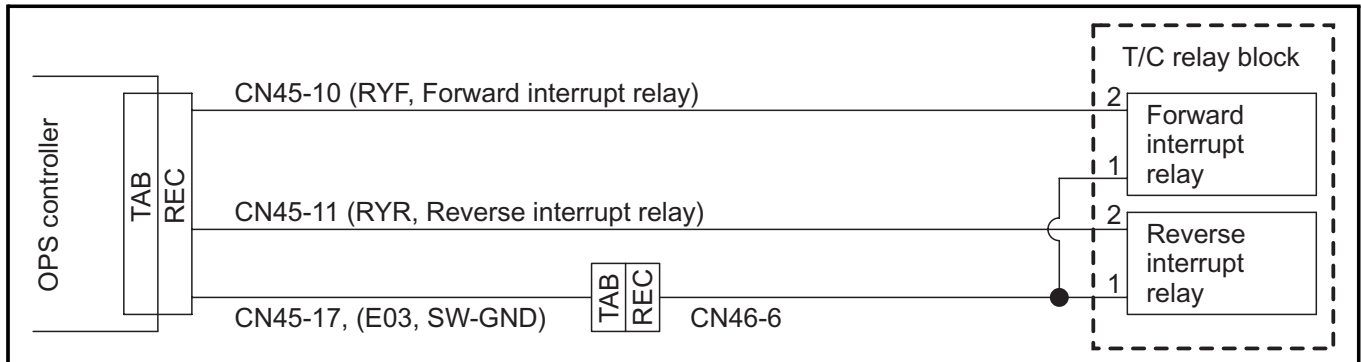 T/C relay block
OPS controller
TAB
REC
CN45-10 (RYF, Forward interrupt relay)
2
Forward
interrupt
relay
1
CN45-11 (RYR, Reverse interrupt relay)
2
Reverse
interrupt
relay
1
CN45-17, (E03, SW-GND)
TAB
REC
CN46-6